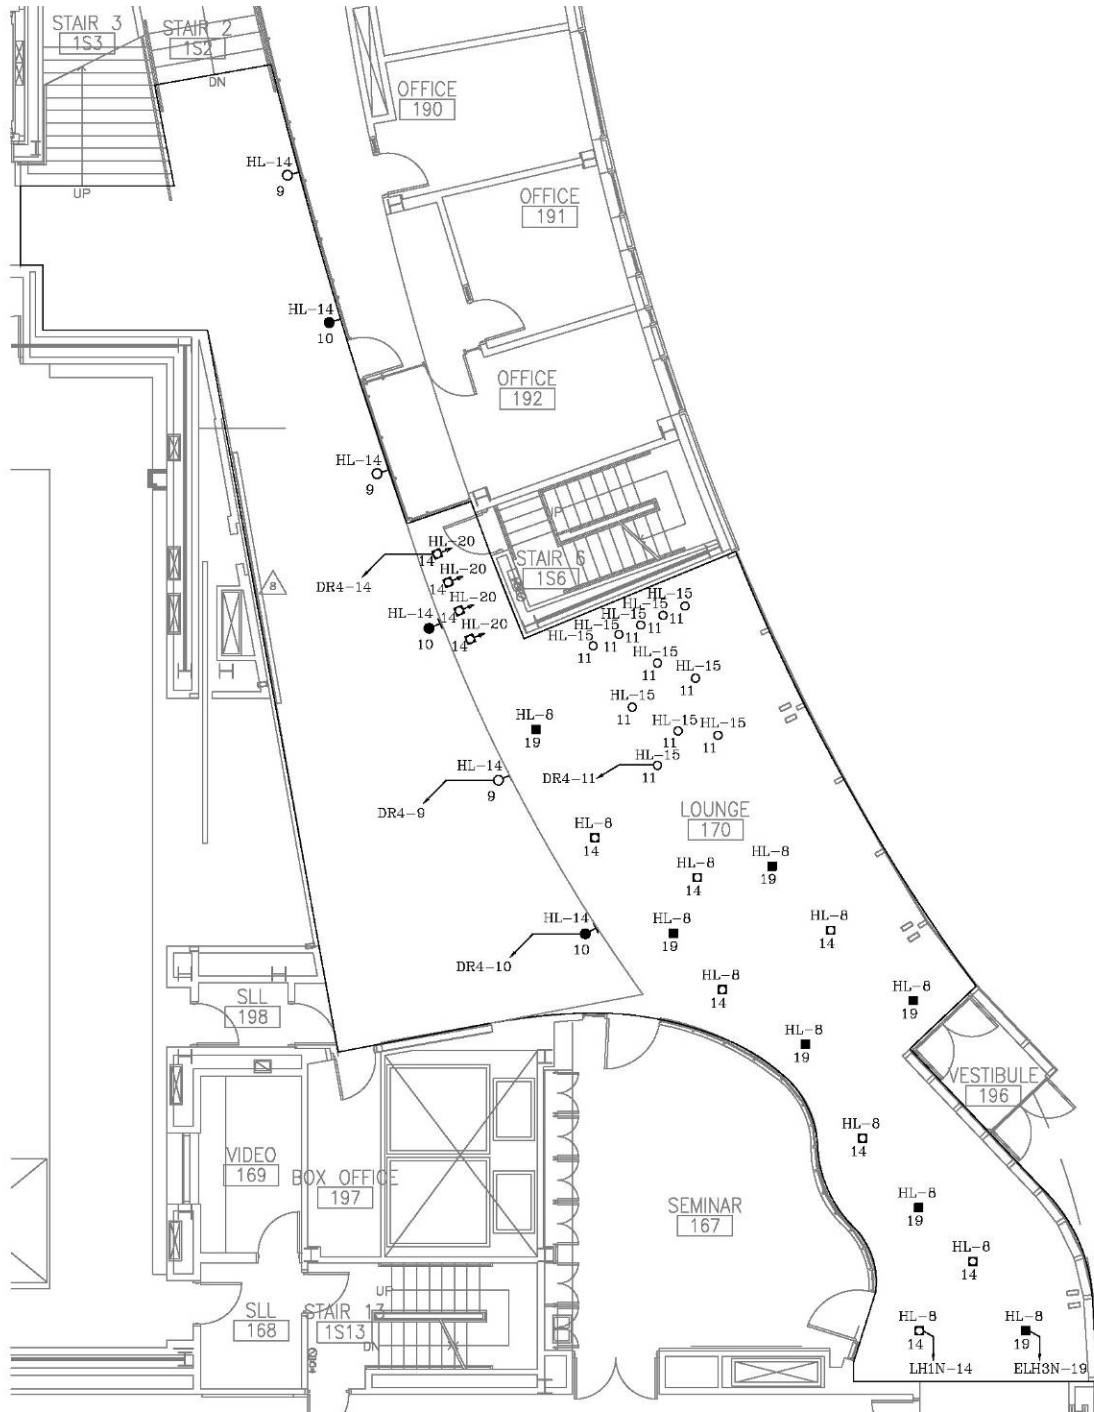 STAIR 3
1S3
STAIR 2
1S2
DN
UP
OFFICE
190
HL-14
9
OFFICE
191
HL-14
10
OFFICE
192
HL-14
9
UP
HL-20
14
DR4-14
STAIR 6
1S6
HL-20
14
8
HL-20
14
HL-14
10
HL-20
14
HL-15
11
HL-15
11
HL-15
11
HL-15
11
HL-15
11
HL-15
11
HL-15
11
HL-15
11
HL-15
11
HL-15
11
HL-8
19
HL-15
11
DR4-11
HL-14
9
DR4-9
LOUNGE
170
HL-8
14
HL-8
19
HL-8
14
HL-14
10
DR4-10
HL-8
19
HL-8
14
HL-8
14
HL-8
19
SLL
198
HL-8
19
VESTIBULE
196
HL-8
14
VIDEO
169
BOX OFFICE
197
SEMINAR
167
HL-8
19
HL-8
14
SLL
168
STAIR 13
1S13
UP
DN
HL-8
14
LH1N-14
HL-8
19
ELH3N-19